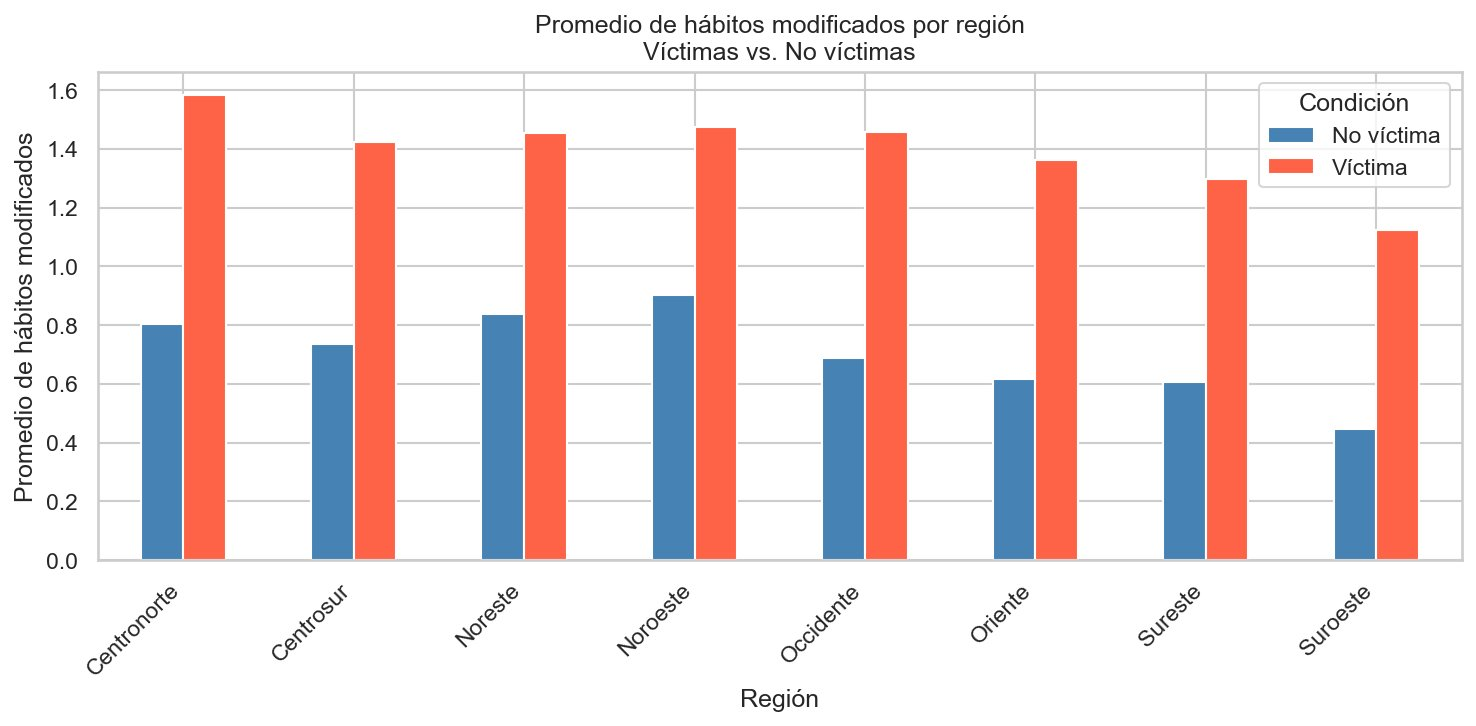 Promedio de hábitos modificados por región
Víctimas vs. No víctimas
Promedio de hábitos modificados
1.6
1.4
1.2
1.0
0.8
0.6
0.4
0.2
0.0
Condición
No víctima
Víctima
Centronorte
Centrosur
Noreste
Noroeste
Occidente
Oriente
Sureste
Suroeste
Región